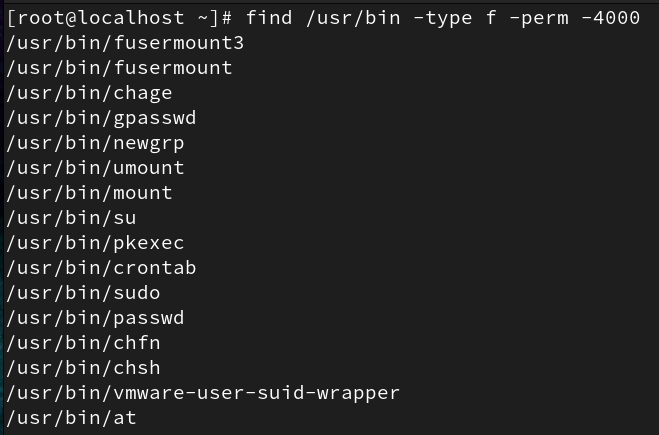 [root@localhost ~]# find /usr/bin -type f -perm -4000
/usr/bin/fusermount3
/usr/bin/fusermount
/usr/bin/chage
/usr/bin/gpasswd
/usr/bin/newgrp
/usr/bin/umount
/usr/bin/mount
/usr/bin/su
/usr/bin/pkexec
/usr/bin/crontab
/usr/bin/sudo
/usr/bin/passwd
/usr/bin/chfn
/usr/bin/chsh
/usr/bin/vmware-user-suid-wrapper
/usr/bin/at